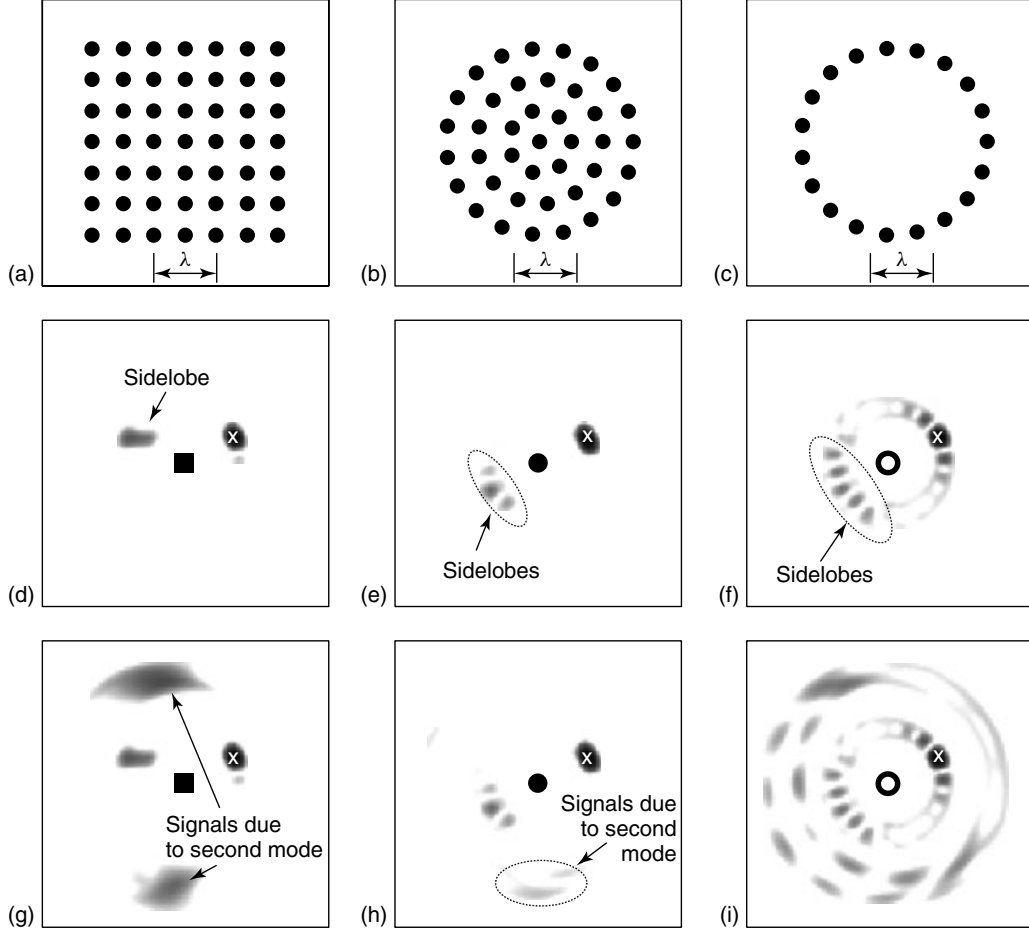 λ
λ
λ
(a)
(b)
(c)
Sidelobe
x
x
x
Sidelobes
Sidelobes
(d)
(e)
(f)
x
x
x
Signals due
to second mode
Signals due
to second
mode
(g)
(h)
(i)